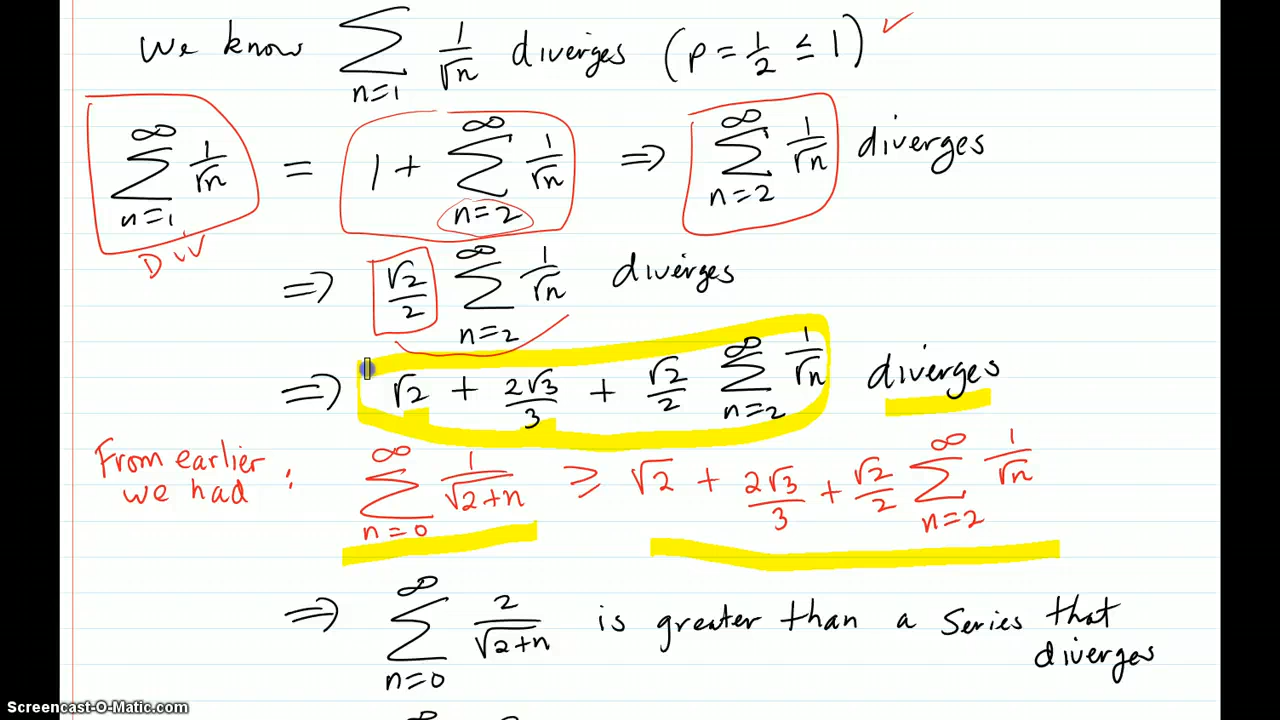 We know ∑ n=1 1/√n diverges (p = 1/2 ≤ 1) ✓
∞ ∑ n=1 1/√n = 1 + ∞ ∑ n=2 1/√n ⇒ ∞ ∑ n=2 1/√n diverges
Div
⇒ √2/2 ∞ ∑ n=2 1/√n diverges
⇒ √2 + 2√3/3 + √2/2 ∞ ∑ n=2 1/√n diverges
From earlier
we had : ∞ ∑ n=0 1/√2+n ≥ √2 + 2√3/3 + √2/2 ∞ ∑ n=2 1/√n
⇒ ∞ ∑ n=0 2/√2+n is greater than a series that
diverges
Screencast-O-Matic.com